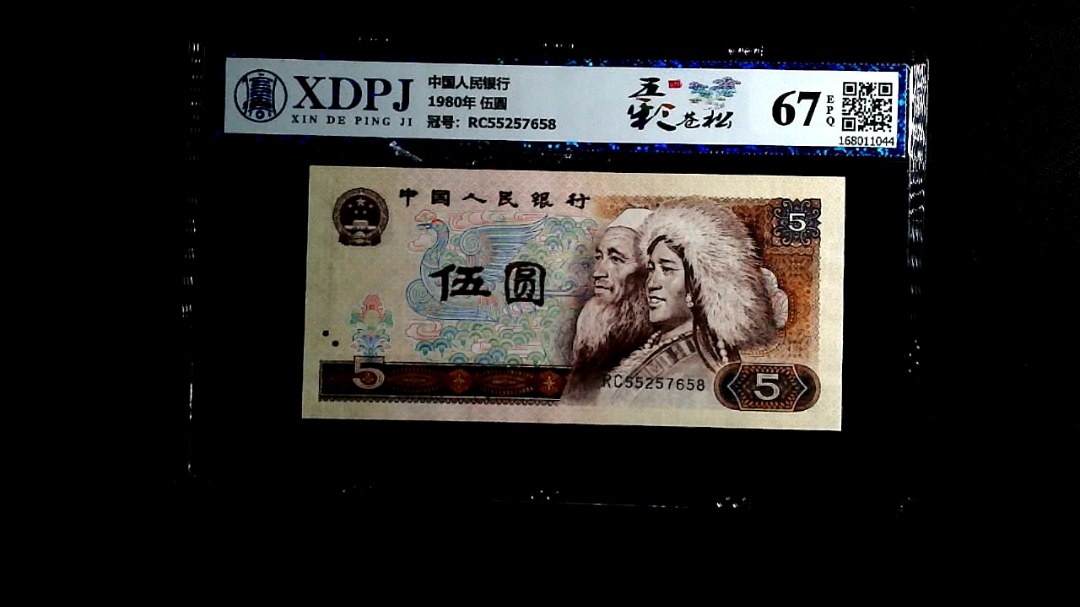 XDPJ
XIN DE PING JI
中国人民银行
1980年 伍圆
冠号：RC55257658
五彩苍松
67
EPQ
168011044
中国人民银行
5
伍圆
5
RC55257658
5